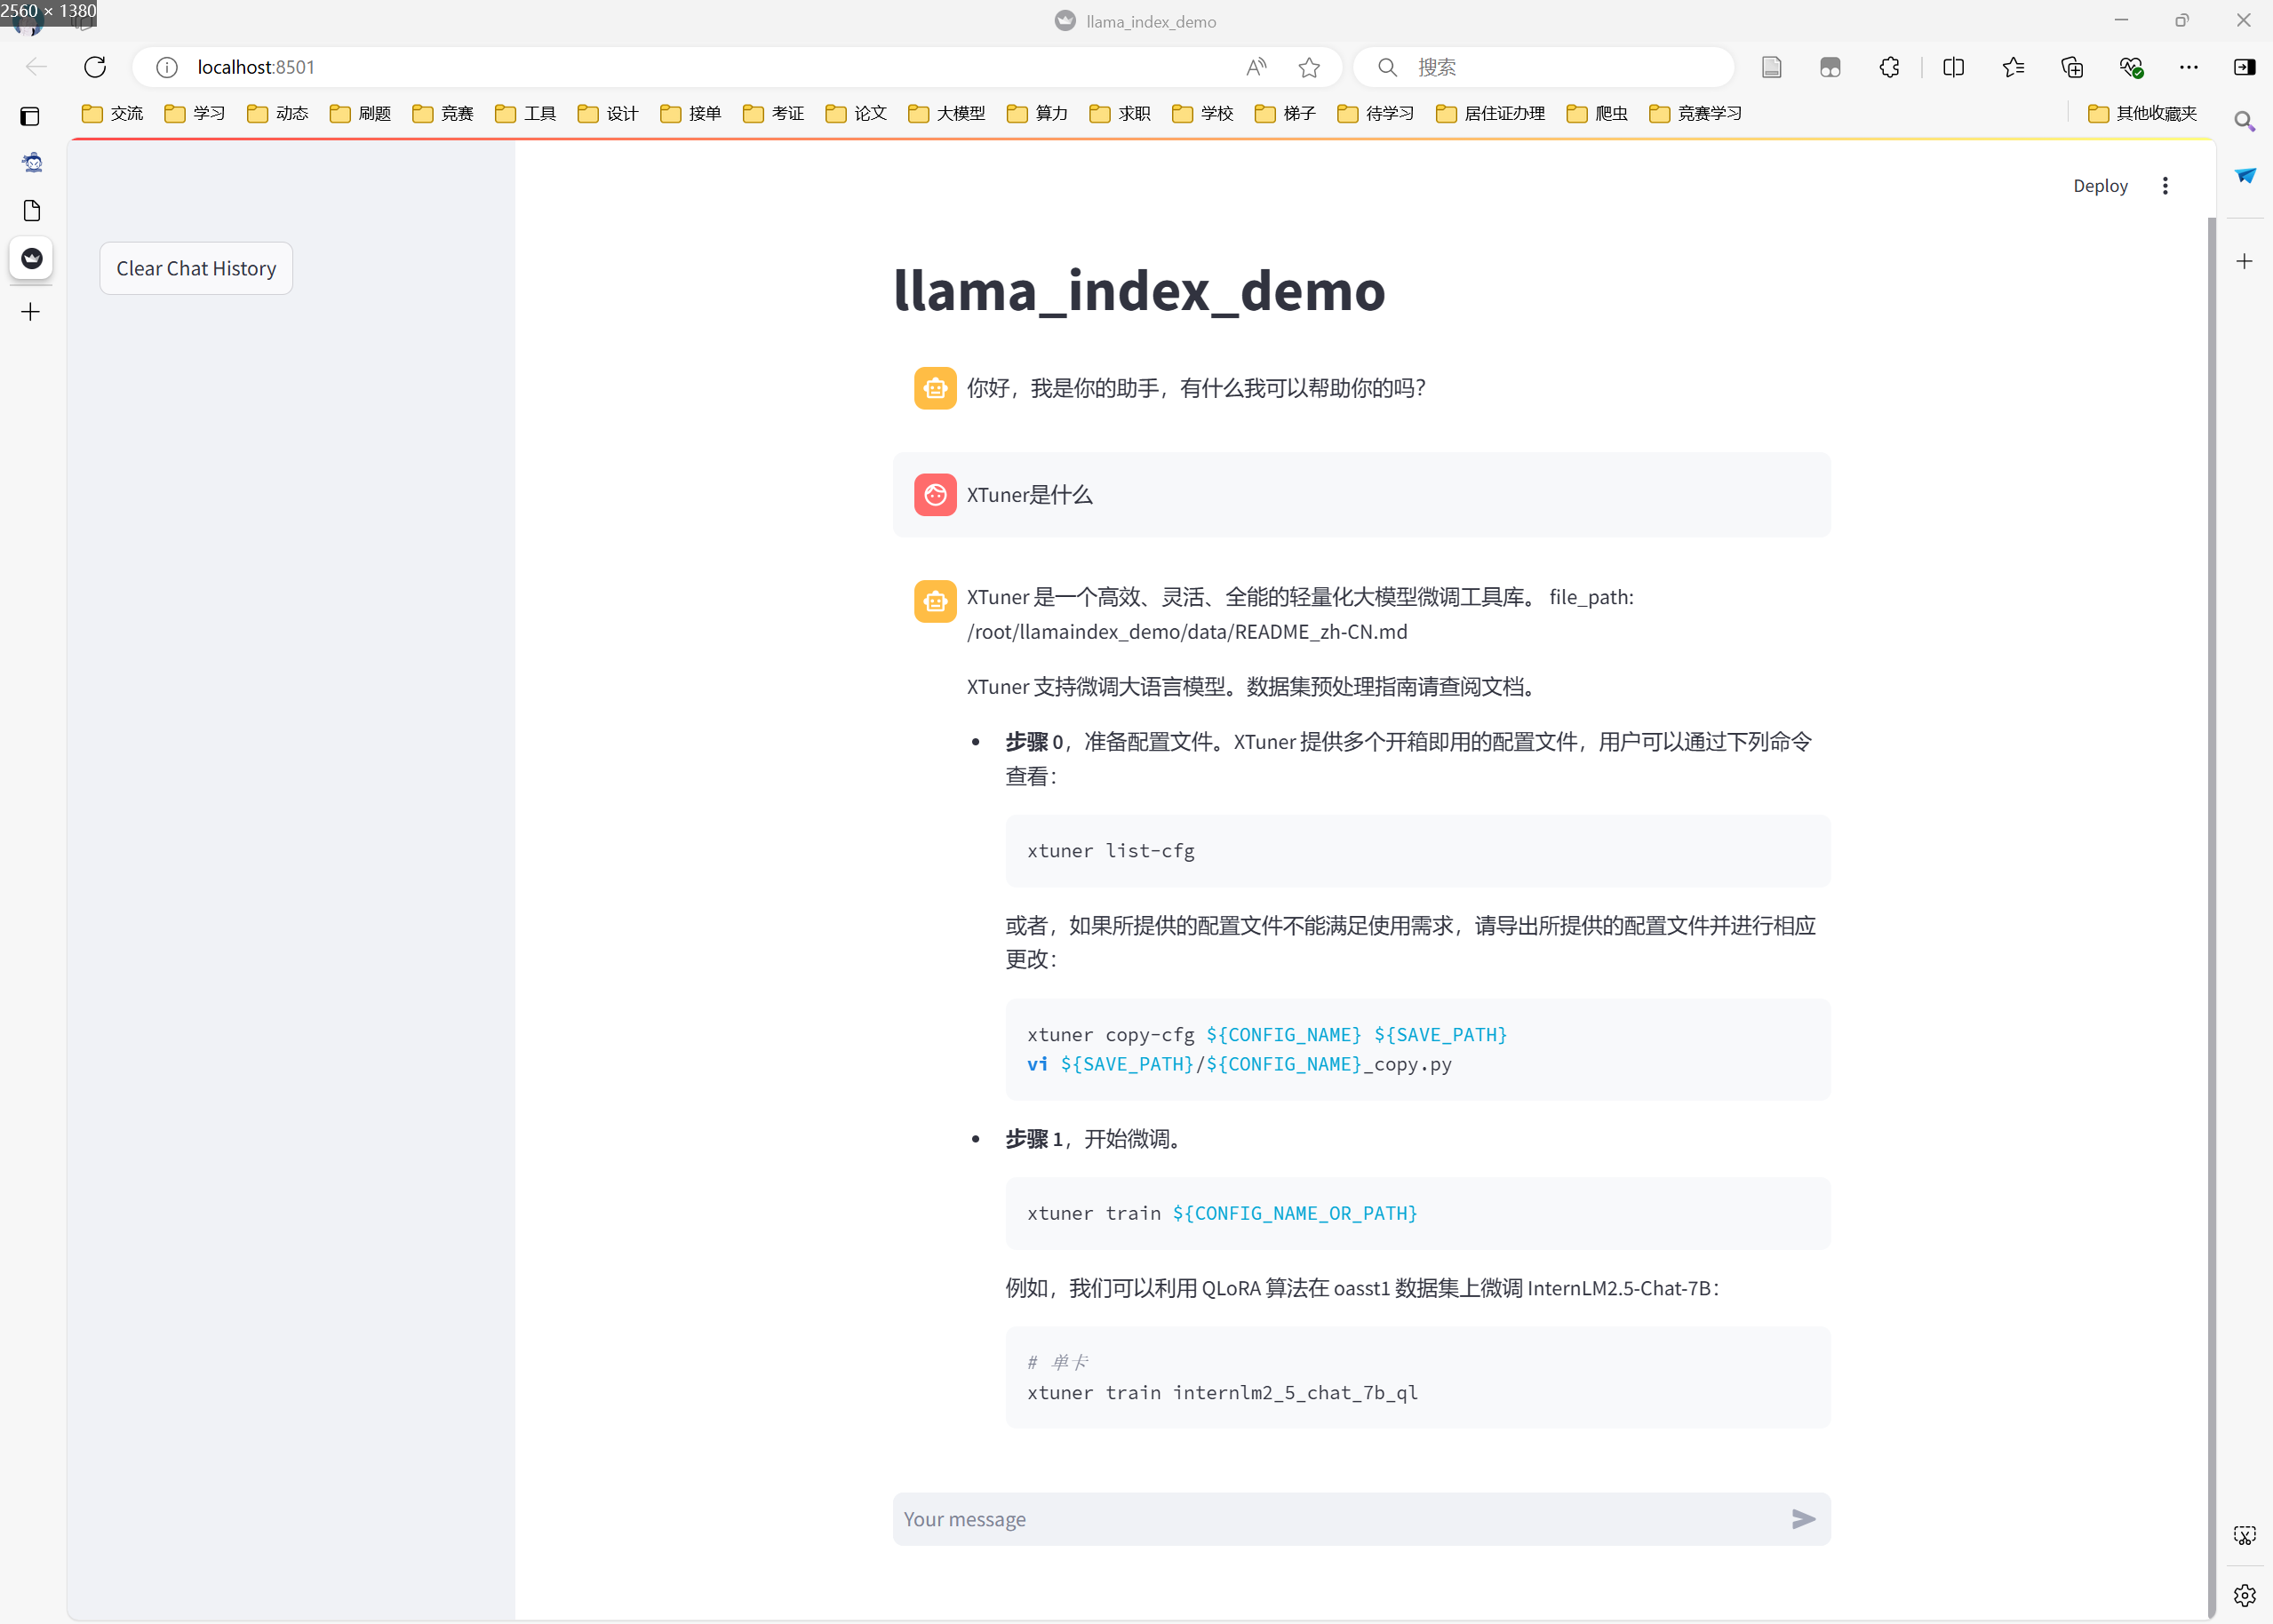 2560 × 1380
llama_index_demo
localhost:8501
搜索
交流 学习 动态 刷题 竞赛 工具 设计 接单 考证 论文 大模型 算力 求职 学校 梯子 待学习 居住证办理 爬虫 竞赛学习 其他收藏夹
Deploy
Clear Chat History
llama_index_demo
你好，我是你的助手，有什么我可以帮助你的吗？
XTuner是什么
XTuner 是一个高效、灵活、全能的轻量化大模型微调工具库。 file_path:
/root/llamaindex_demo/data/README_zh-CN.md
XTuner 支持微调大语言模型。数据集预处理指南请查阅文档。
• 步骤 0，准备配置文件。XTuner 提供多个开箱即用的配置文件，用户可以通过下列命令
查看：
xtuner list-cfg
或者，如果所提供的配置文件不能满足使用需求，请导出所提供的配置文件并进行相应
更改：
xtuner copy-cfg ${CONFIG_NAME} ${SAVE_PATH}
vi ${SAVE_PATH}/${CONFIG_NAME}_copy.py
• 步骤 1，开始微调。
xtuner train ${CONFIG_NAME_OR_PATH}
例如，我们可以利用 QLoRA 算法在 oasst1 数据集上微调 InternLM2.5-Chat-7B：
# 单卡
xtuner train internlm2_5_chat_7b_ql
Your message